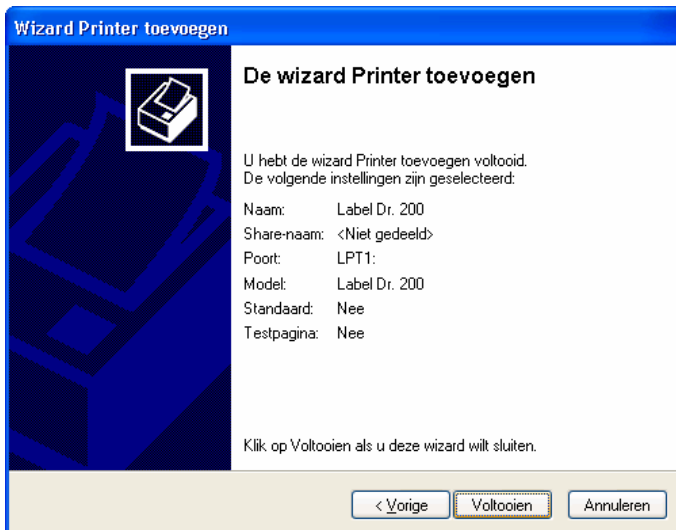 Wizard Printer toevoegen
De wizard Printer toevoegen
U hebt de wizard Printer toevoegen voltooid.
De volgende instellingen zijn geselecteerd:
Naam: Label Dr. 200
Share-naam: <Niet gedeeld>
Poort: LPT1:
Model: Label Dr. 200
Standaard: Nee
Testpagina: Nee
Klik op Voltooien als u deze wizard wilt sluiten.
< Vorige Voltooien Annuleren